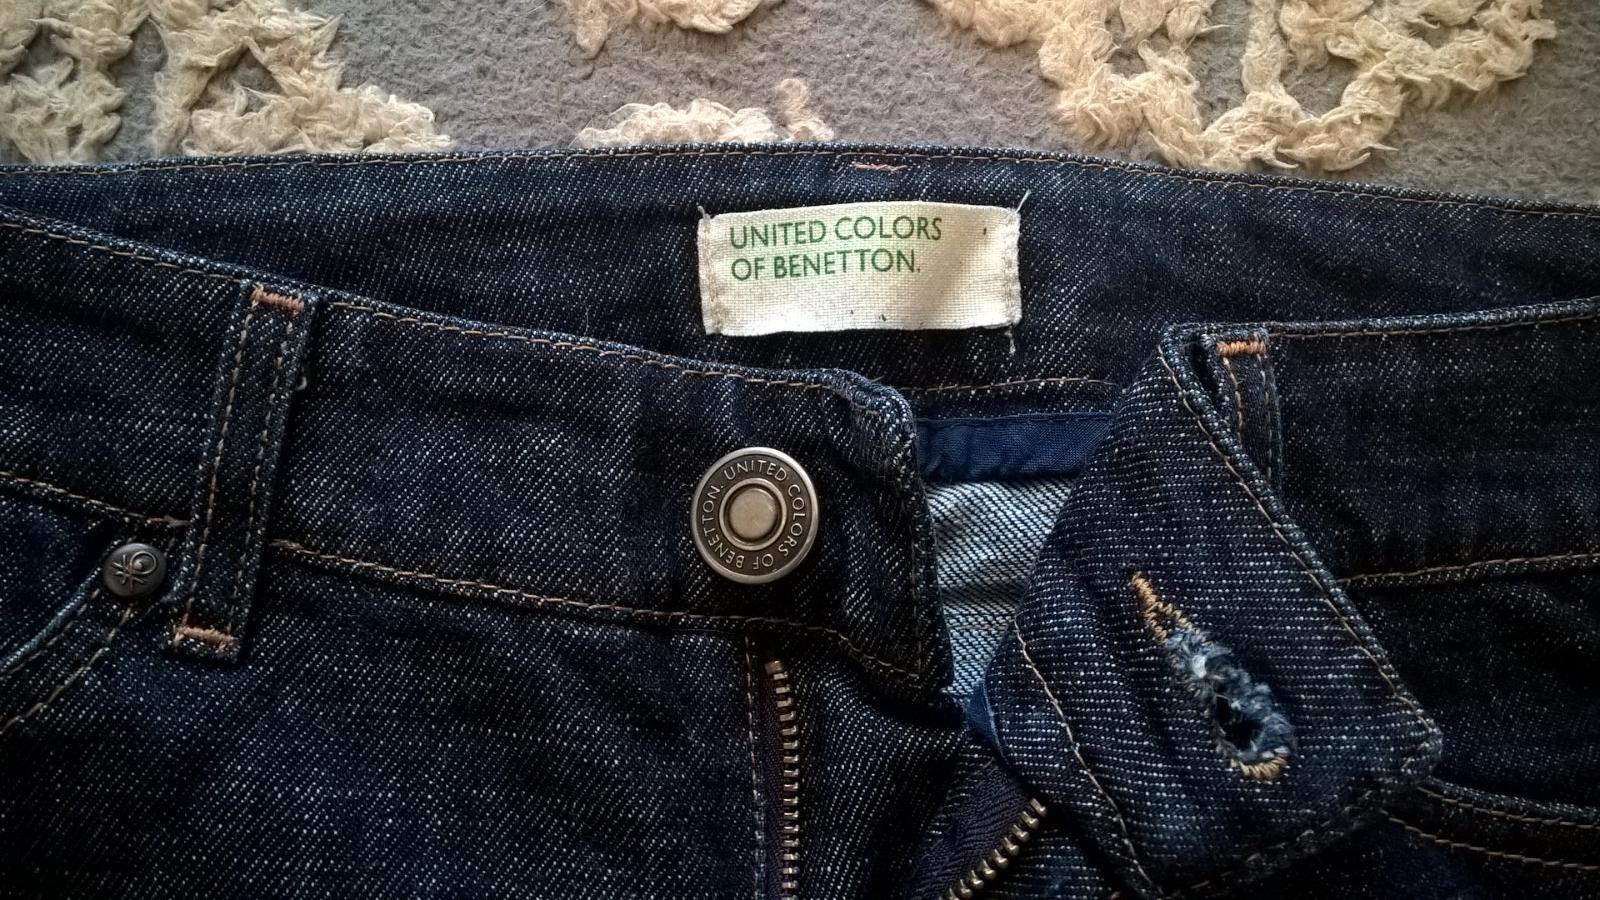 UNITED COLORS
OF BENETTON.
UNITED COLORS OF BENETTON.